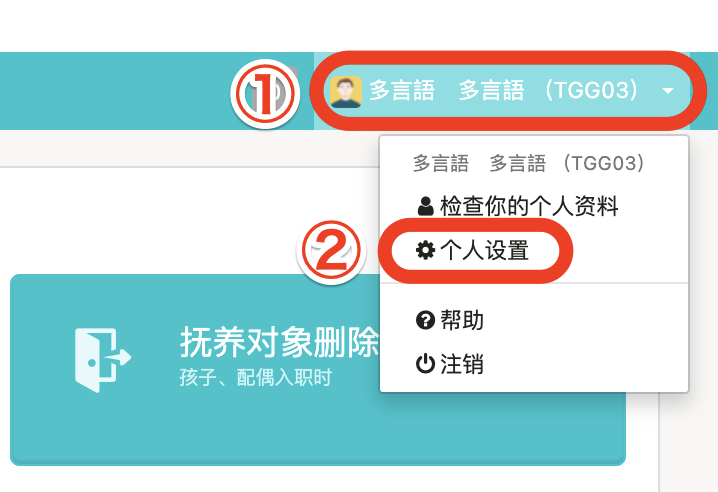 ①
多言語　多言語　（TGG03）
多言語　多言語　（TGG03）
检查你的个人资料
②
个人设置
帮助
注销
抚养对象删除
孩子、配偶入职时